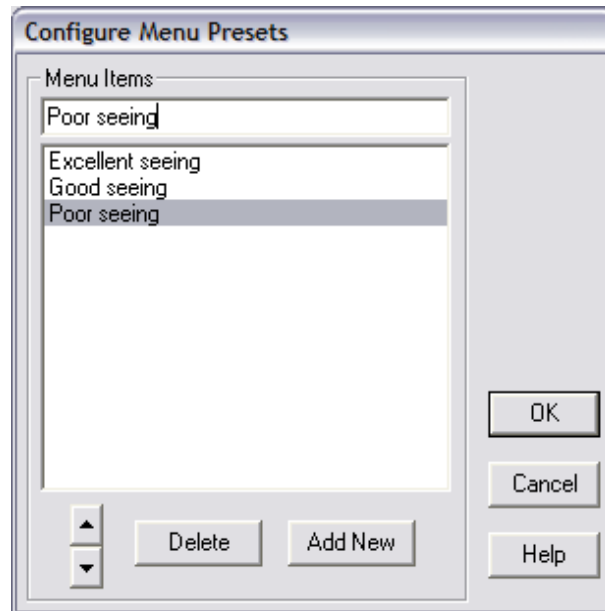 Configure Menu Presets
Menu Items
Poor seeing
Excellent seeing
Good seeing
Poor seeing
OK
Cancel
Delete
Add New
Help